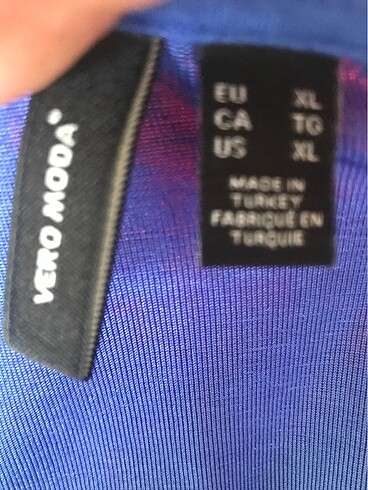 VERO MODA®
EU XL
CA TG
US XL
MADE IN
TURKEY
FABRIQUÉ EN
TURQUIE